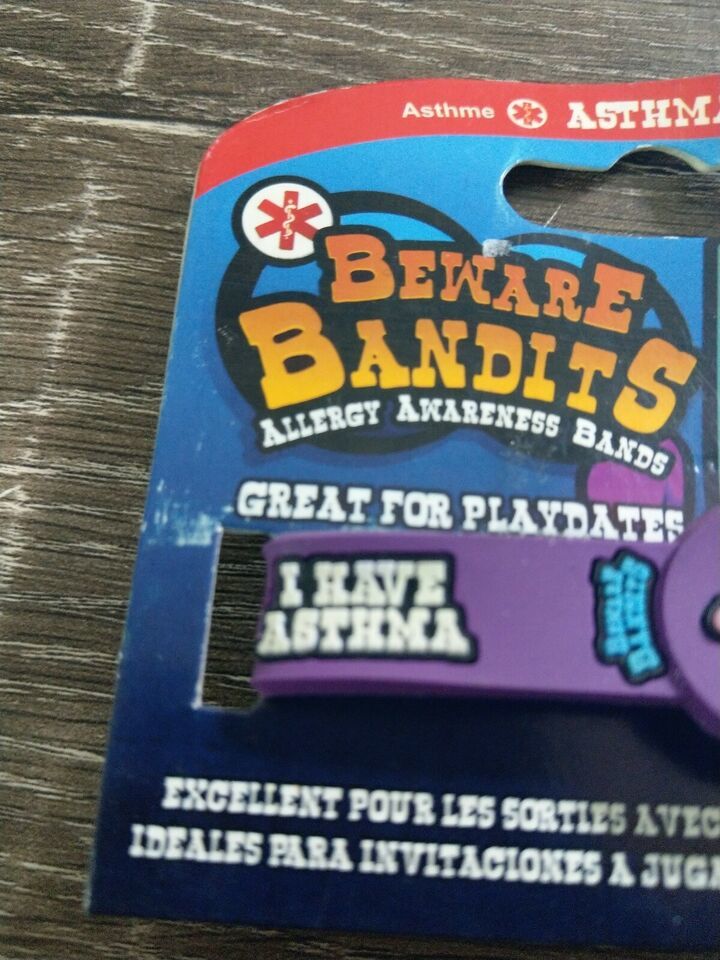 Asthme ASTHMA
BEWARE
BANDITS
ALLERGY AWARENESS BANDS
GREAT FOR PLAYDATES
I HAVE
ASTHMA
EXCELLENT POUR LES SORTIES AVEC
IDEALES PARA INVITACIONES A JUGA